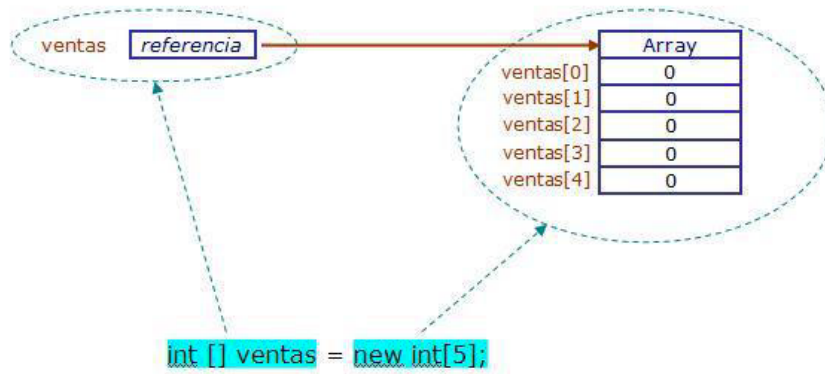 ventas referencia Array
ventas[0] 0
ventas[1] 0
ventas[2] 0
ventas[3] 0
ventas[4] 0
int [] ventas = new int[5];